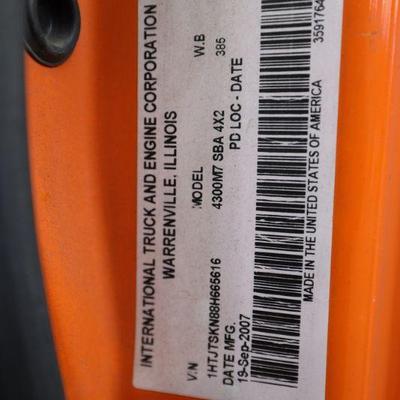 INTERNATIONAL TRUCK AND ENGINE CORPORATION
WARRENVILLE, ILLINOIS
MODEL W.B
4300M7 SBA 4X2 385
PD LOC - DATE
V/N
1HTJTSKN88H665616
DATE MFG.
19-Sep-2007
MADE IN THE UNITED STATES OF AMERICA